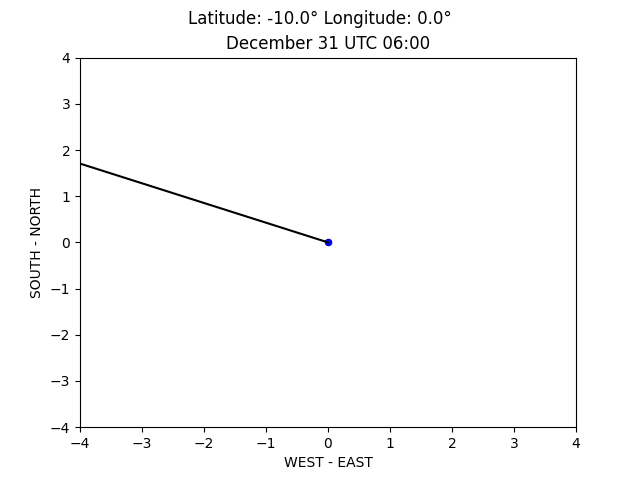 Latitude: -10.0° Longitude: 0.0°
December 31 UTC 06:00
4
3
2
1
0
−1
−2
−3
−4
SOUTH - NORTH
−4 −3 −2 −1 0 1 2 3 4
WEST - EAST